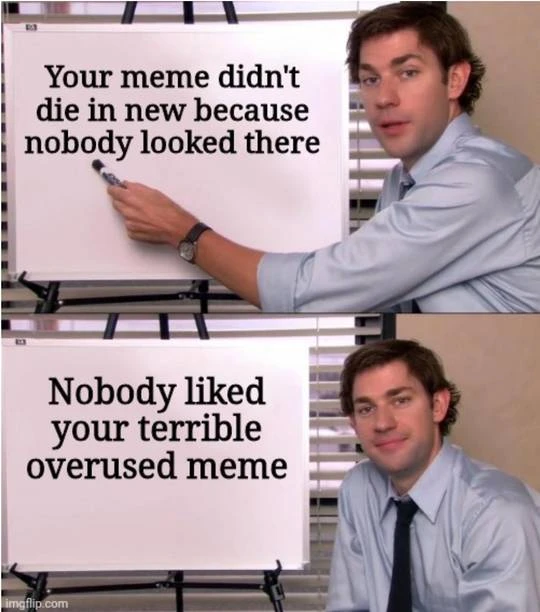 Your meme didn't
die in new because
nobody looked there
Nobody liked
your terrible
overused meme
imgflip.com